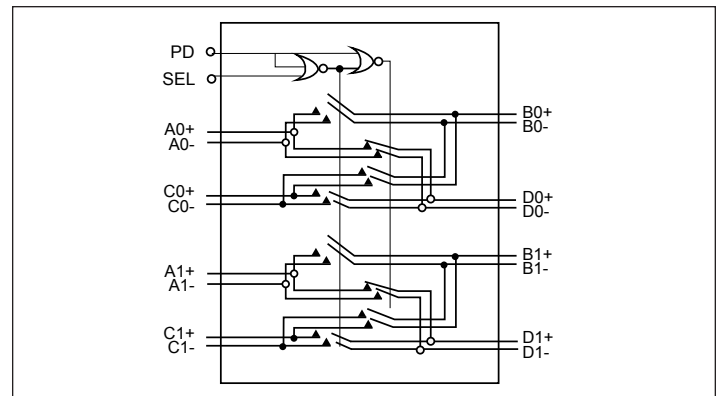 PD
SEL
A0+
A0-
B0+
B0-
C0+
C0-
D0+
D0-
A1+
A1-
B1+
B1-
C1+
C1-
D1+
D1-